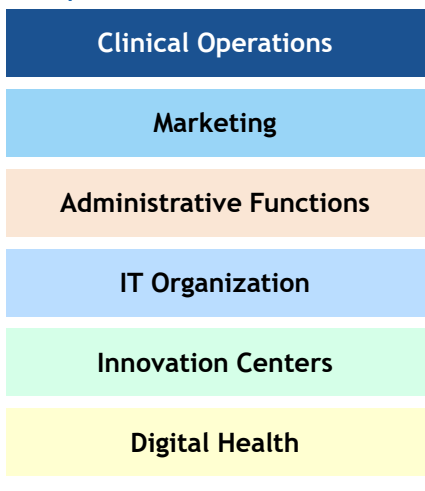 Clinical Operations
Marketing
Administrative Functions
IT Organization
Innovation Centers
Digital Health